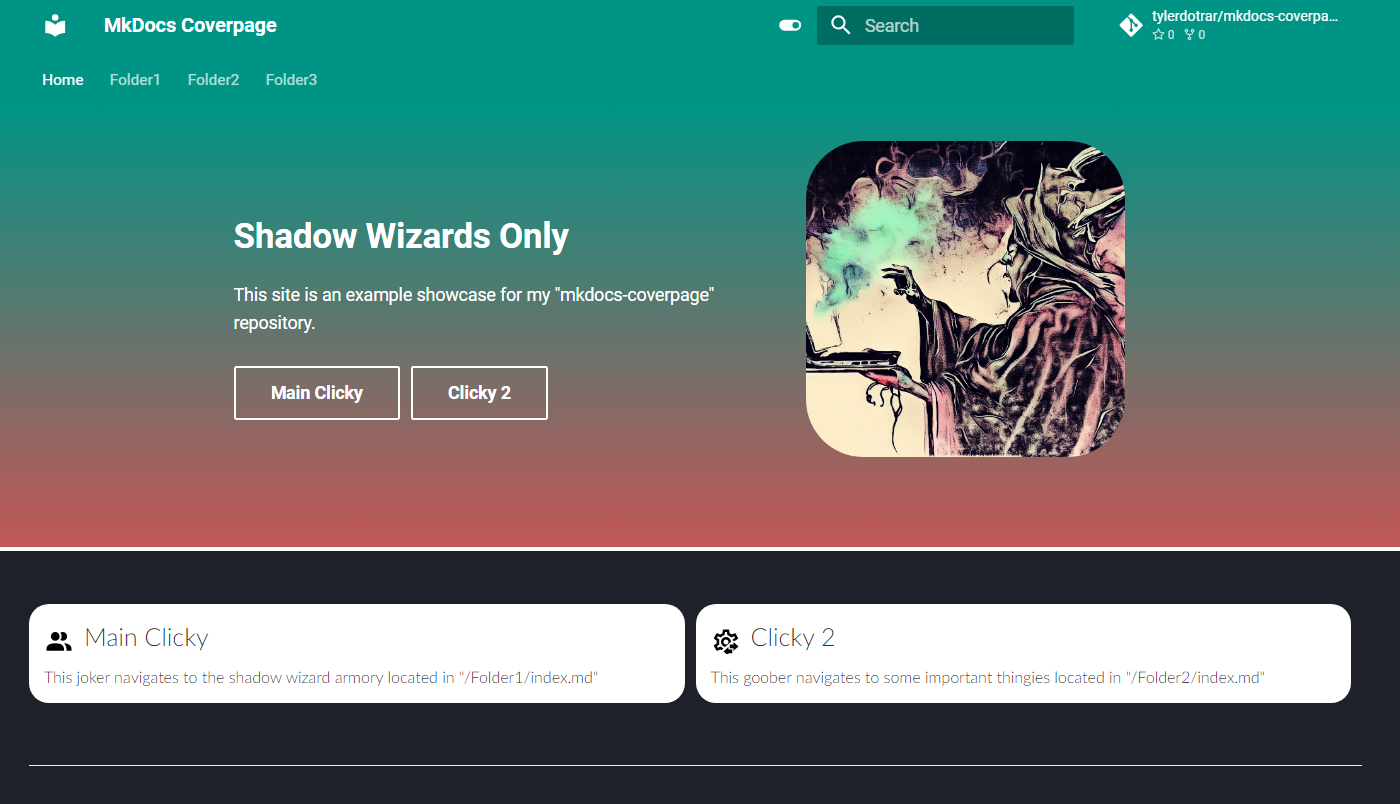 MkDocs Coverpage
Search
tylerdotrar/mkdocs-coverpa...
0 0
Home Folder1 Folder2 Folder3
Shadow Wizards Only
This site is an example showcase for my "mkdocs-coverpage"
repository.
Main Clicky Clicky 2
Main Clicky
This joker navigates to the shadow wizard armory located in "/Folder1/index.md"
Clicky 2
This goober navigates to some important thingies located in "/Folder2/index.md"